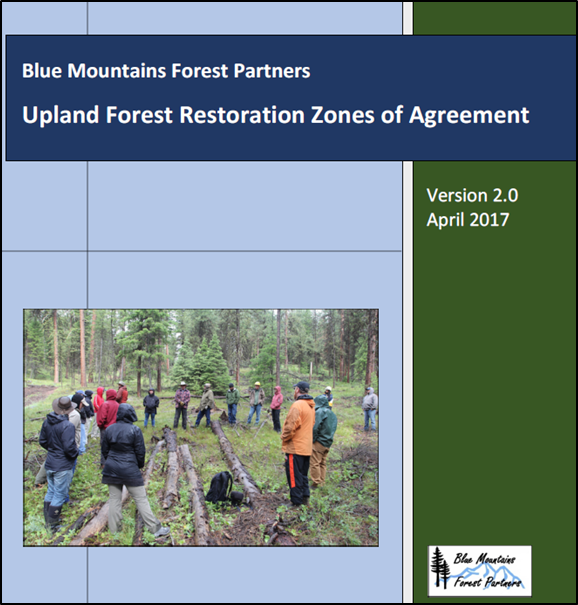 Blue Mountains Forest Partners
Upland Forest Restoration Zones of Agreement
Version 2.0
April 2017
Blue Mountains
Forest Partners